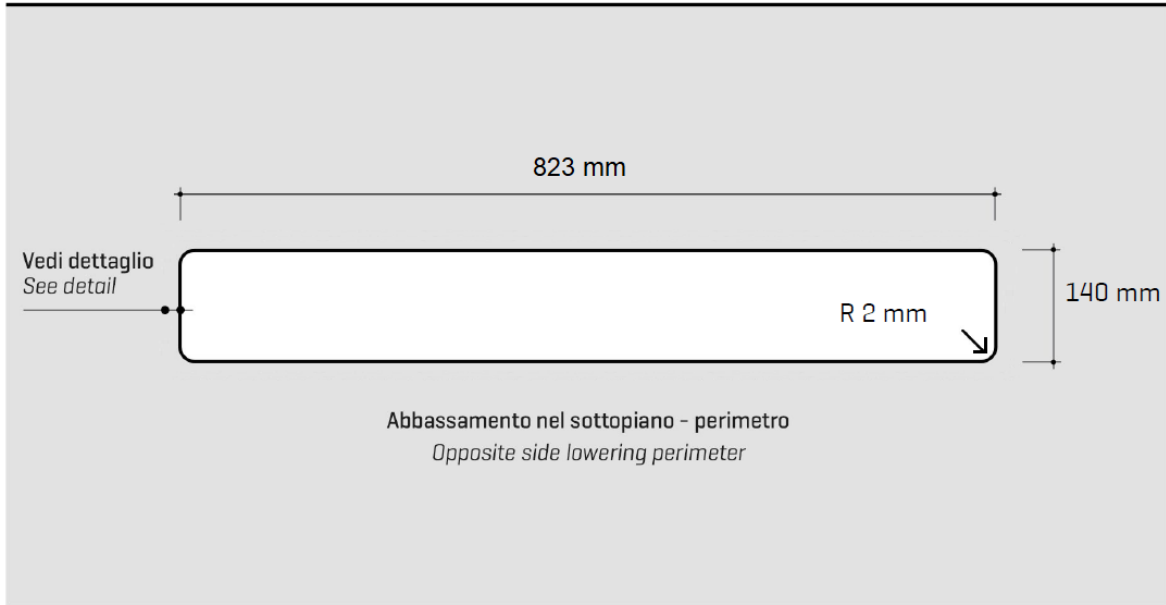 823 mm
Vedi dettaglio
See detail
140 mm
R 2 mm
Abbassamento nel sottopiano - perimetro
Opposite side lowering perimeter